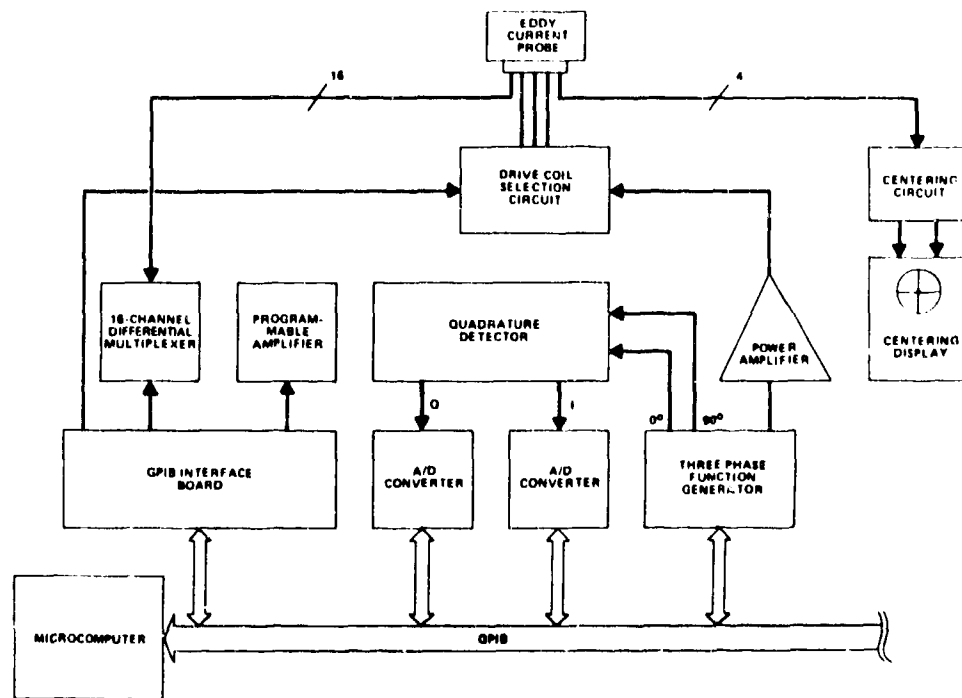 EDDY
CURRENT
PROBE
16
4
DRIVE COIL
SELECTION
CIRCUIT
CENTERING
CIRCUIT
16-CHANNEL
DIFFERENTIAL
MULTIPLEXER
PROGRAM-
MABLE
AMPLIFIER
QUADRATURE
DETECTOR
POWER
AMPLIFIER
CENTERING
DISPLAY
Q
I
0°
90°
GPIB INTERFACE
BOARD
A/D
CONVERTER
A/D
CONVERTER
THREE PHASE
FUNCTION
GENERATOR
MICROCOMPUTER
GPIB